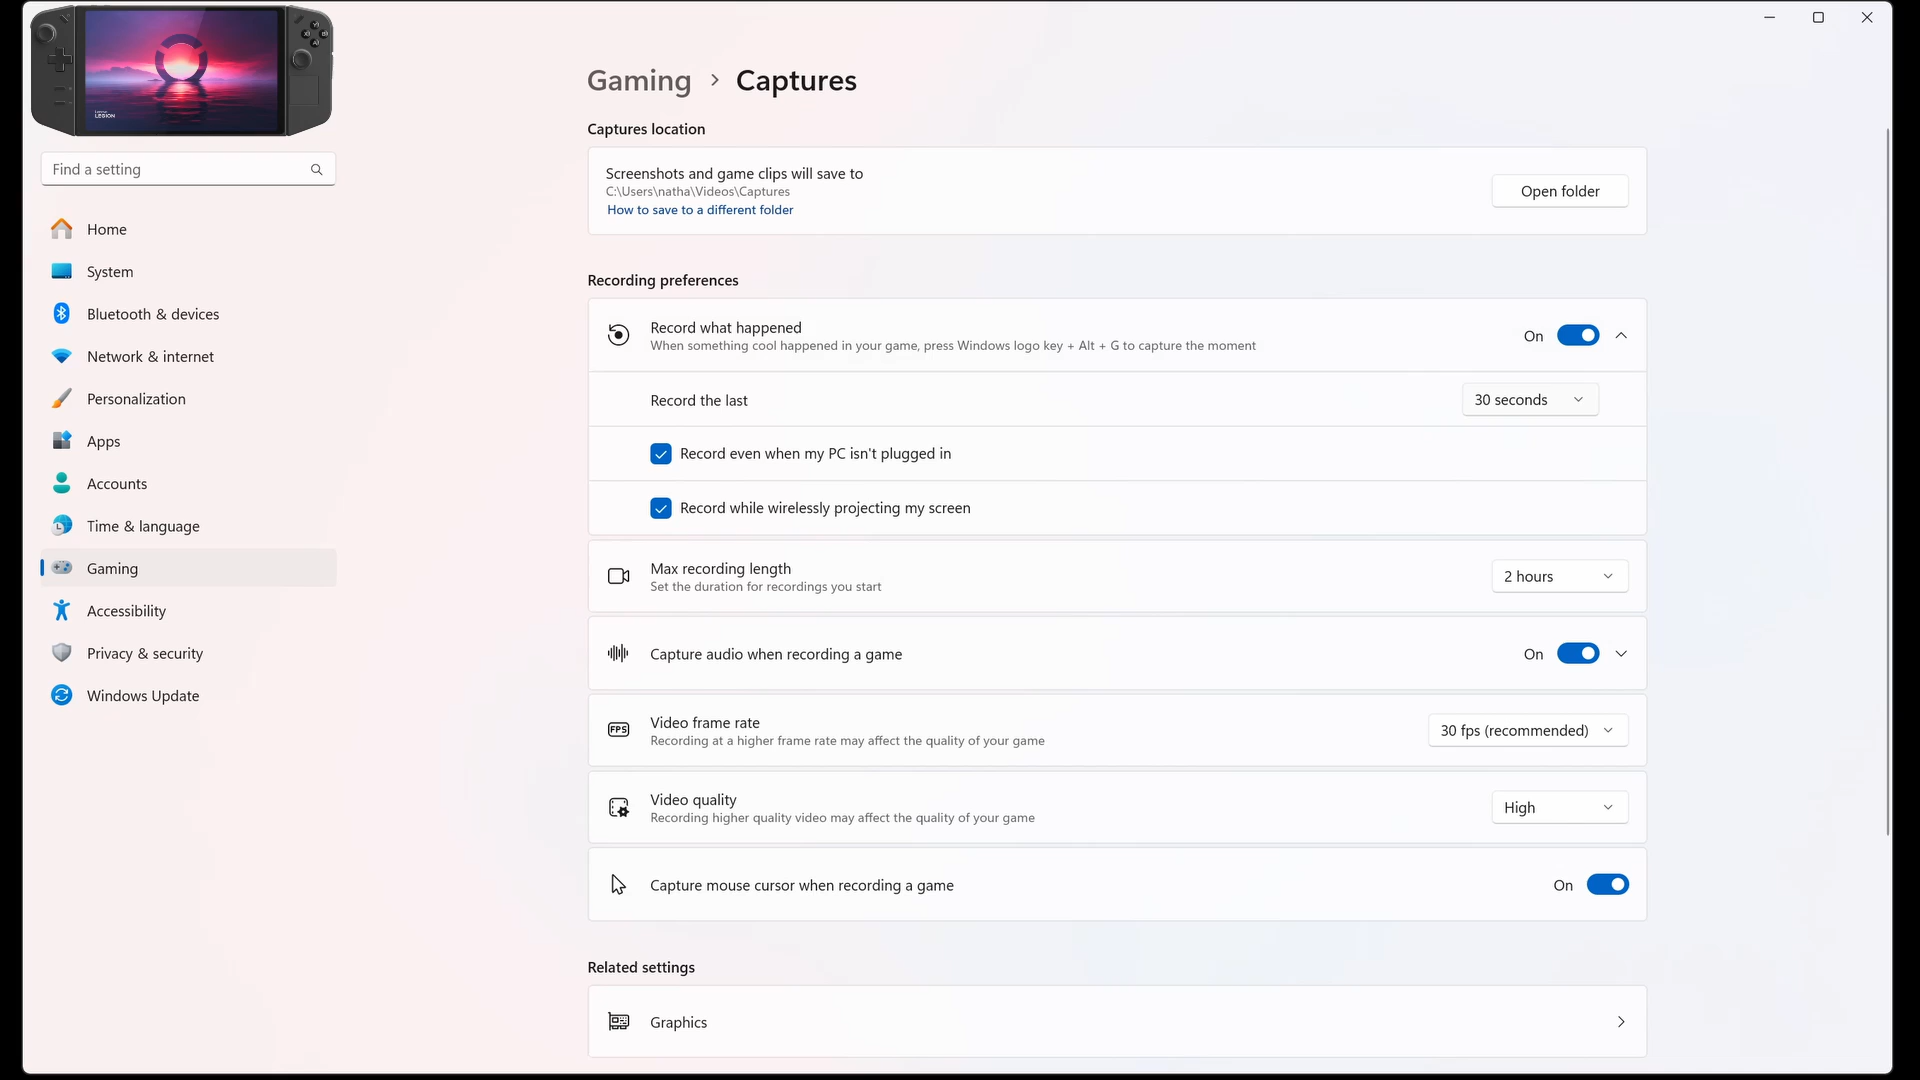 Lenovo
LEGION
Find a setting
Home
System
Bluetooth & devices
Network & internet
Personalization
Apps
Accounts
Time & language
Gaming
Accessibility
Privacy & security
Windows Update
Gaming > Captures
Captures location
Screenshots and game clips will save to
C:\Users\natha\Videos\Captures
How to save to a different folder
Open folder
Recording preferences
Record what happened
When something cool happened in your game, press Windows logo key + Alt + G to capture the moment
On
Record the last
30 seconds
Record even when my PC isn't plugged in
Record while wirelessly projecting my screen
Max recording length
Set the duration for recordings you start
2 hours
Capture audio when recording a game
On
FPS
Video frame rate
Recording at a higher frame rate may affect the quality of your game
30 fps (recommended)
Video quality
Recording higher quality video may affect the quality of your game
High
Capture mouse cursor when recording a game
On
Related settings
Graphics